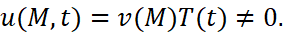 u(M, t) = v(M)T(t) ≠ 0.